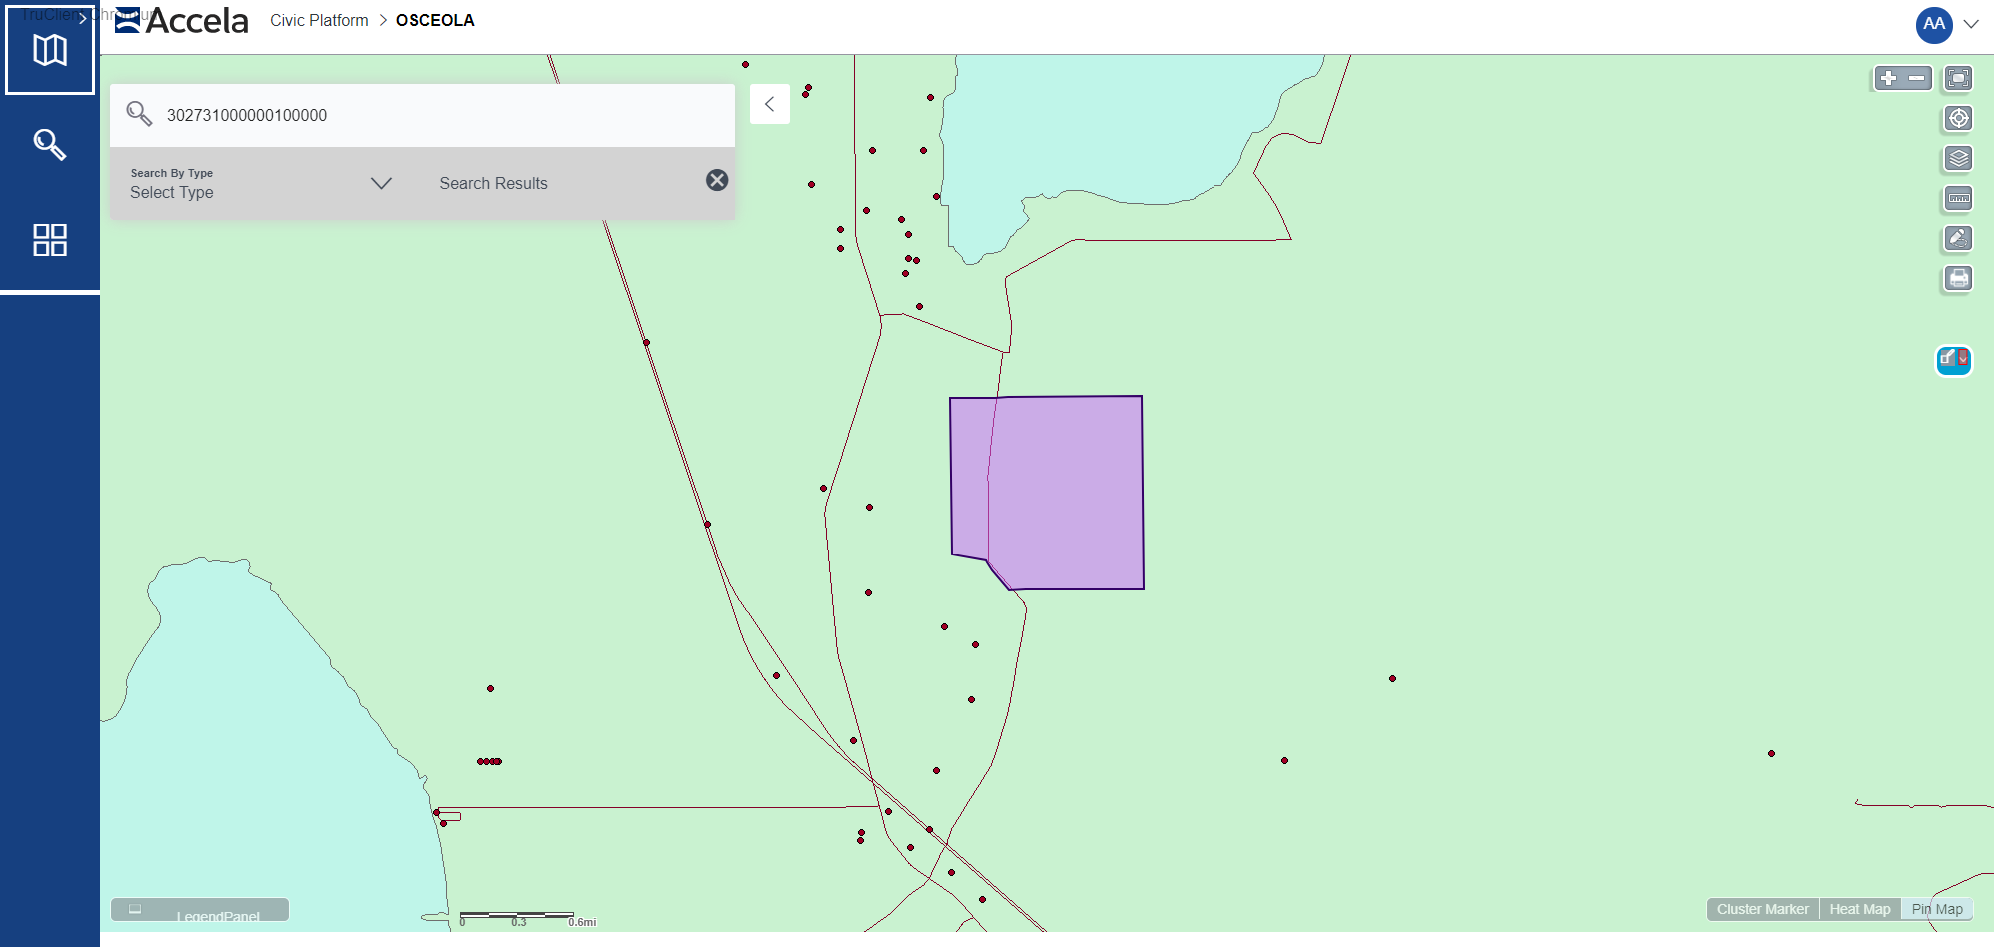 TruClient Chromium
Accela
Civic Platform > OSCEOLA
AA
302731000000100000
Search By Type
Select Type
Search Results
LegendPanel
0 0.3 0.6mi
Cluster Marker Heat Map Pin Map